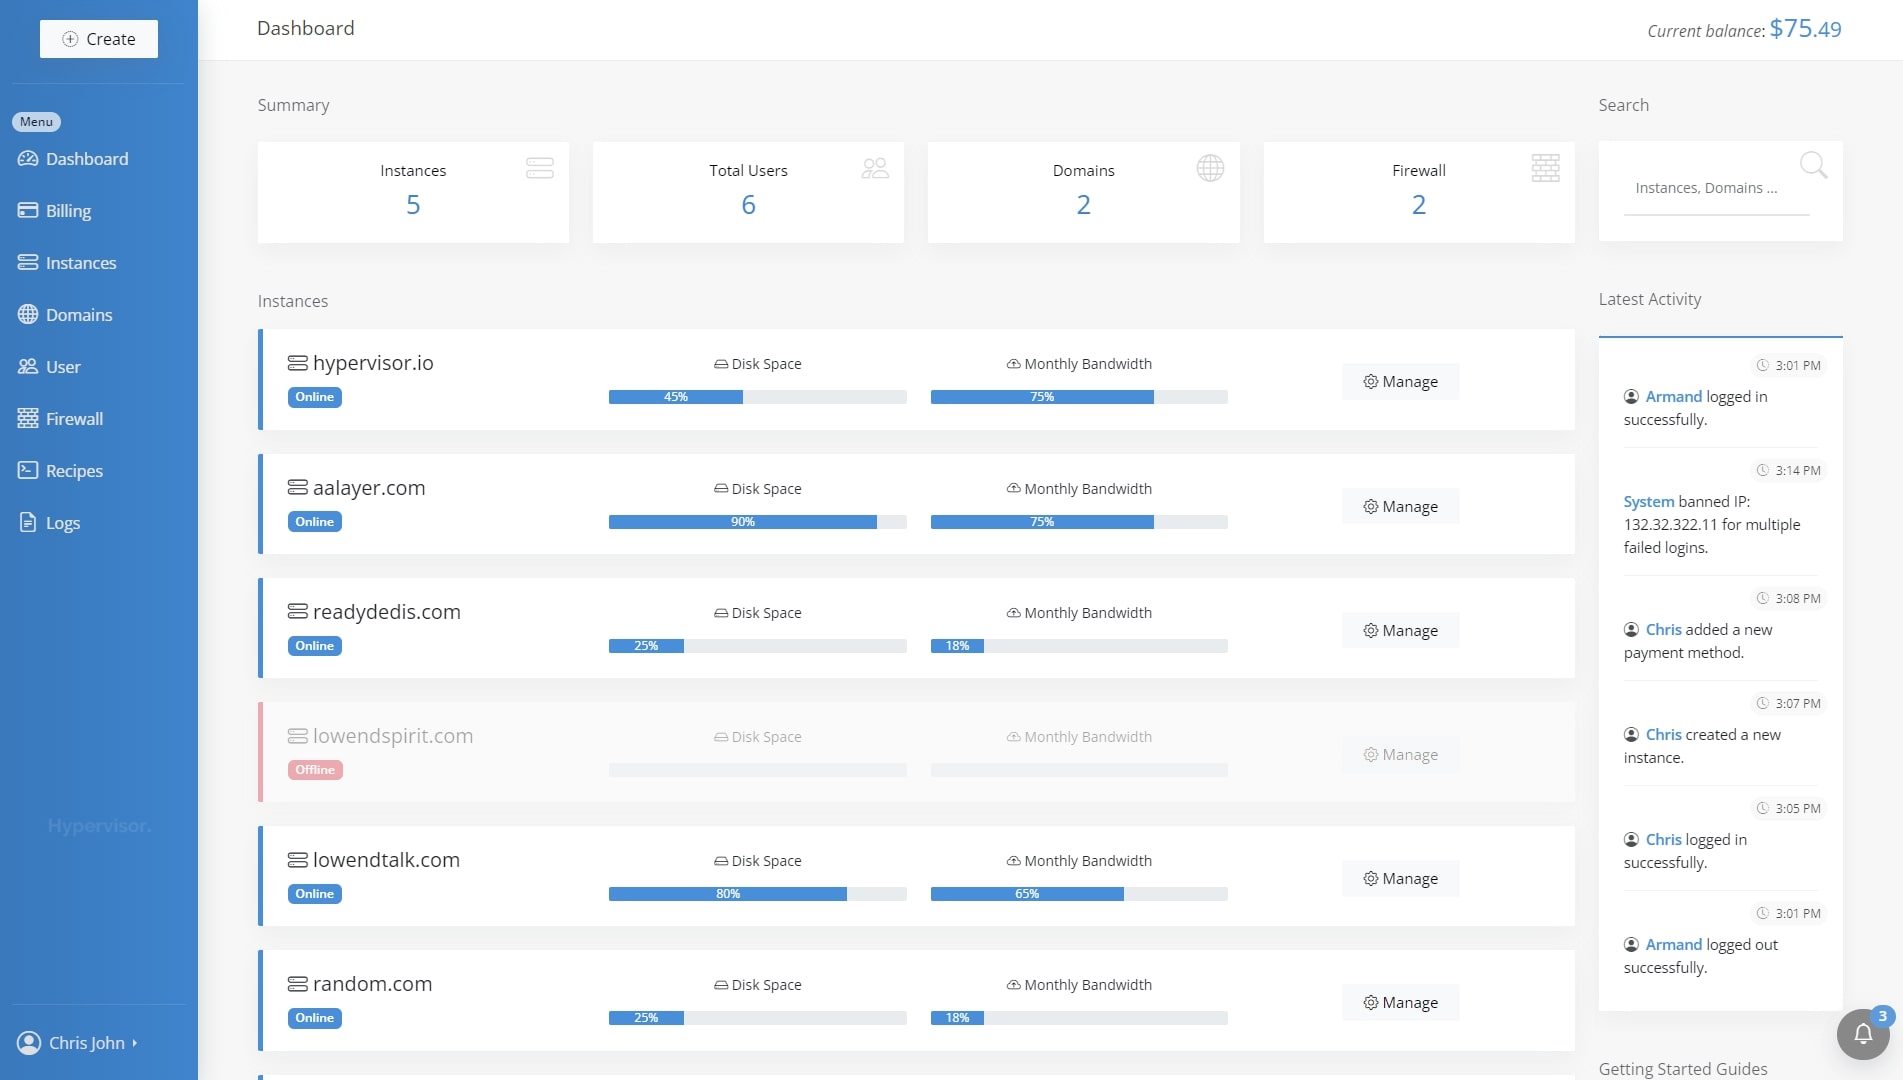 Create
Menu
Dashboard
Billing
Instances
Domains
User
Firewall
Recipes
Logs
Hypervisor.
Chris John
Dashboard
Current balance: $75.49
Summary
Instances
5
Total Users
6
Domains
2
Firewall
2
Instances
hypervisor.io
Online
Disk Space
45%
Monthly Bandwidth
75%
Manage
aalayer.com
Online
Disk Space
90%
Monthly Bandwidth
75%
Manage
readydedis.com
Online
Disk Space
25%
Monthly Bandwidth
18%
Manage
lowendspirit.com
Offline
Disk Space
Monthly Bandwidth
Manage
lowendtalk.com
Online
Disk Space
80%
Monthly Bandwidth
65%
Manage
random.com
Online
Disk Space
25%
Monthly Bandwidth
18%
Manage
Search
Instances, Domains ...
Latest Activity
3:01 PM
Armand logged in
successfully.
3:14 PM
System banned IP:
132.32.322.11 for multiple
failed logins.
3:08 PM
Chris added a new
payment method.
3:07 PM
Chris created a new
instance.
3:05 PM
Chris logged in
successfully.
3:01 PM
Armand logged out
successfully.
3
Getting Started Guides